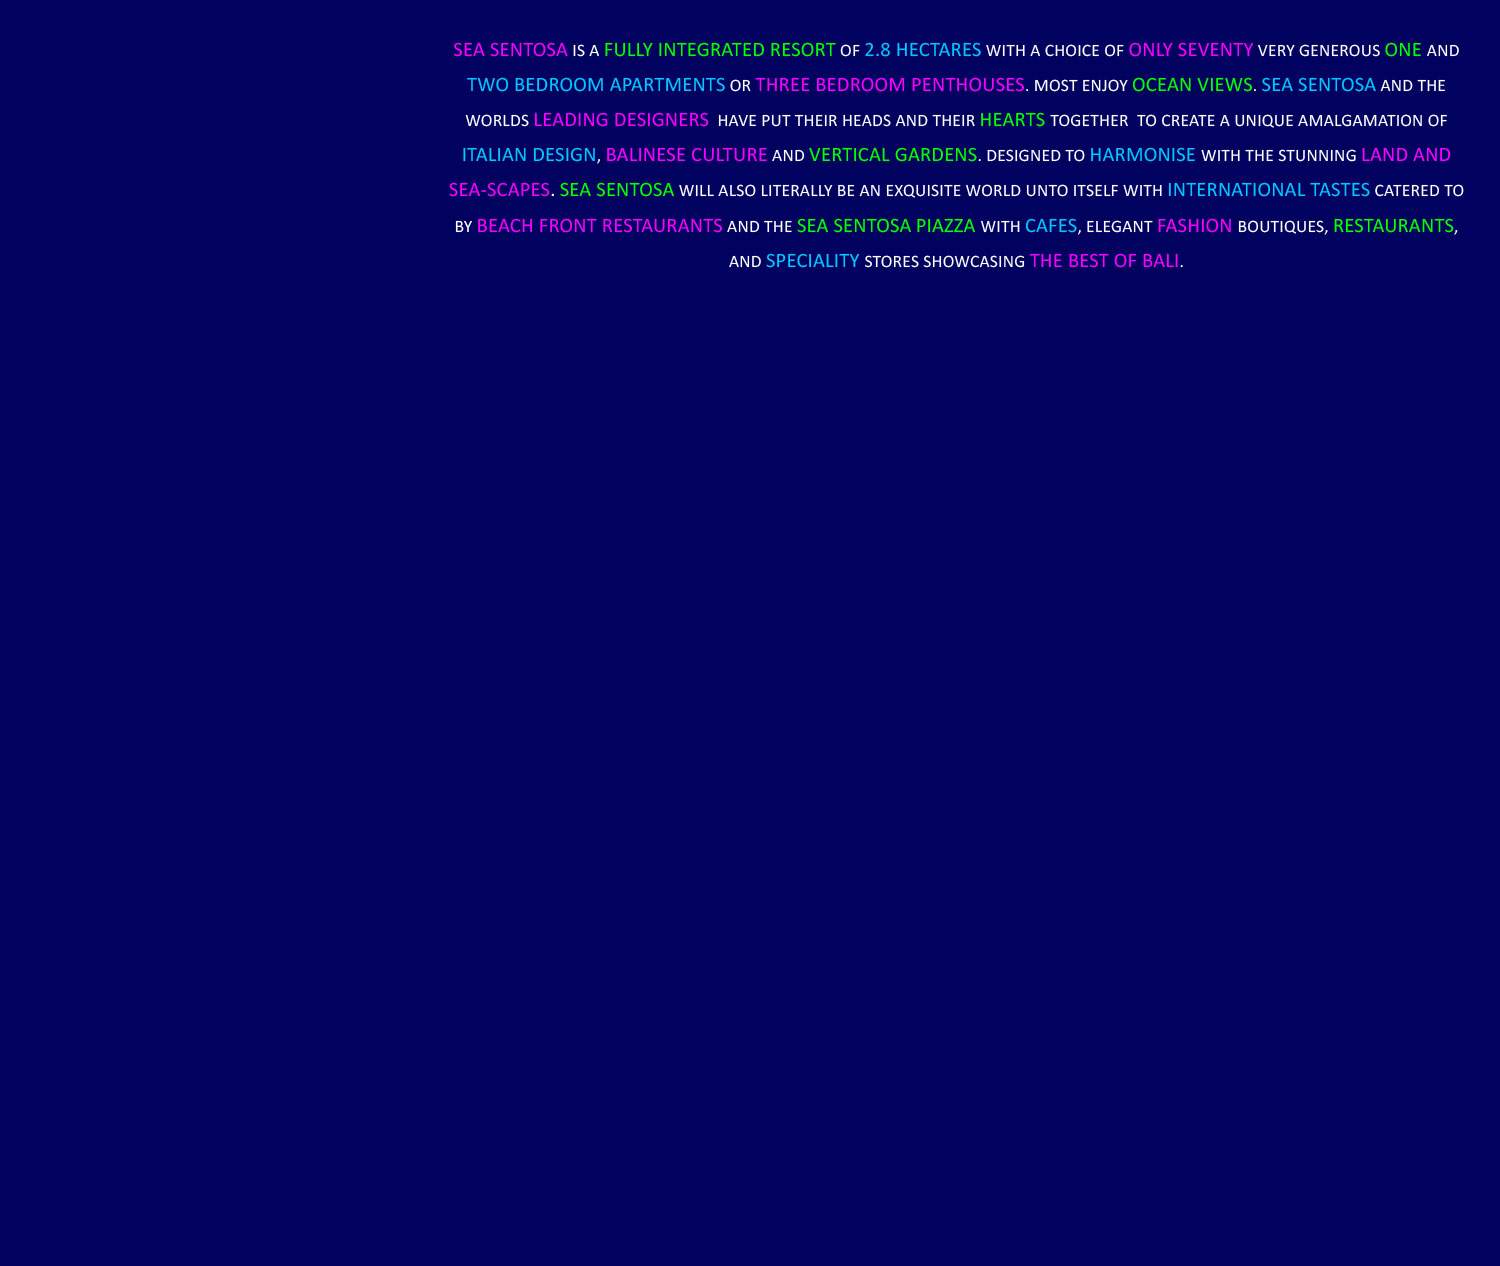 SEA SENTOSA IS A FULLY INTEGRATED RESORT OF 2.8 HECTARES WITH A CHOICE OF ONLY SEVENTY VERY GENEROUS ONE AND
TWO BEDROOM APARTMENTS OR THREE BEDROOM PENTHOUSES. MOST ENJOY OCEAN VIEWS. SEA SENTOSA AND THE
WORLDS LEADING DESIGNERS HAVE PUT THEIR HEADS AND THEIR HEARTS TOGETHER TO CREATE A UNIQUE AMALGAMATION OF
ITALIAN DESIGN, BALINESE CULTURE AND VERTICAL GARDENS. DESIGNED TO HARMONISE WITH THE STUNNING LAND AND
SEA-SCAPES. SEA SENTOSA WILL ALSO LITERALLY BE AN EXQUISITE WORLD UNTO ITSELF WITH INTERNATIONAL TASTES CATERED TO
BY BEACH FRONT RESTAURANTS AND THE SEA SENTOSA PIAZZA WITH CAFES, ELEGANT FASHION BOUTIQUES, RESTAURANTS,
AND SPECIALITY STORES SHOWCASING THE BEST OF BALI.